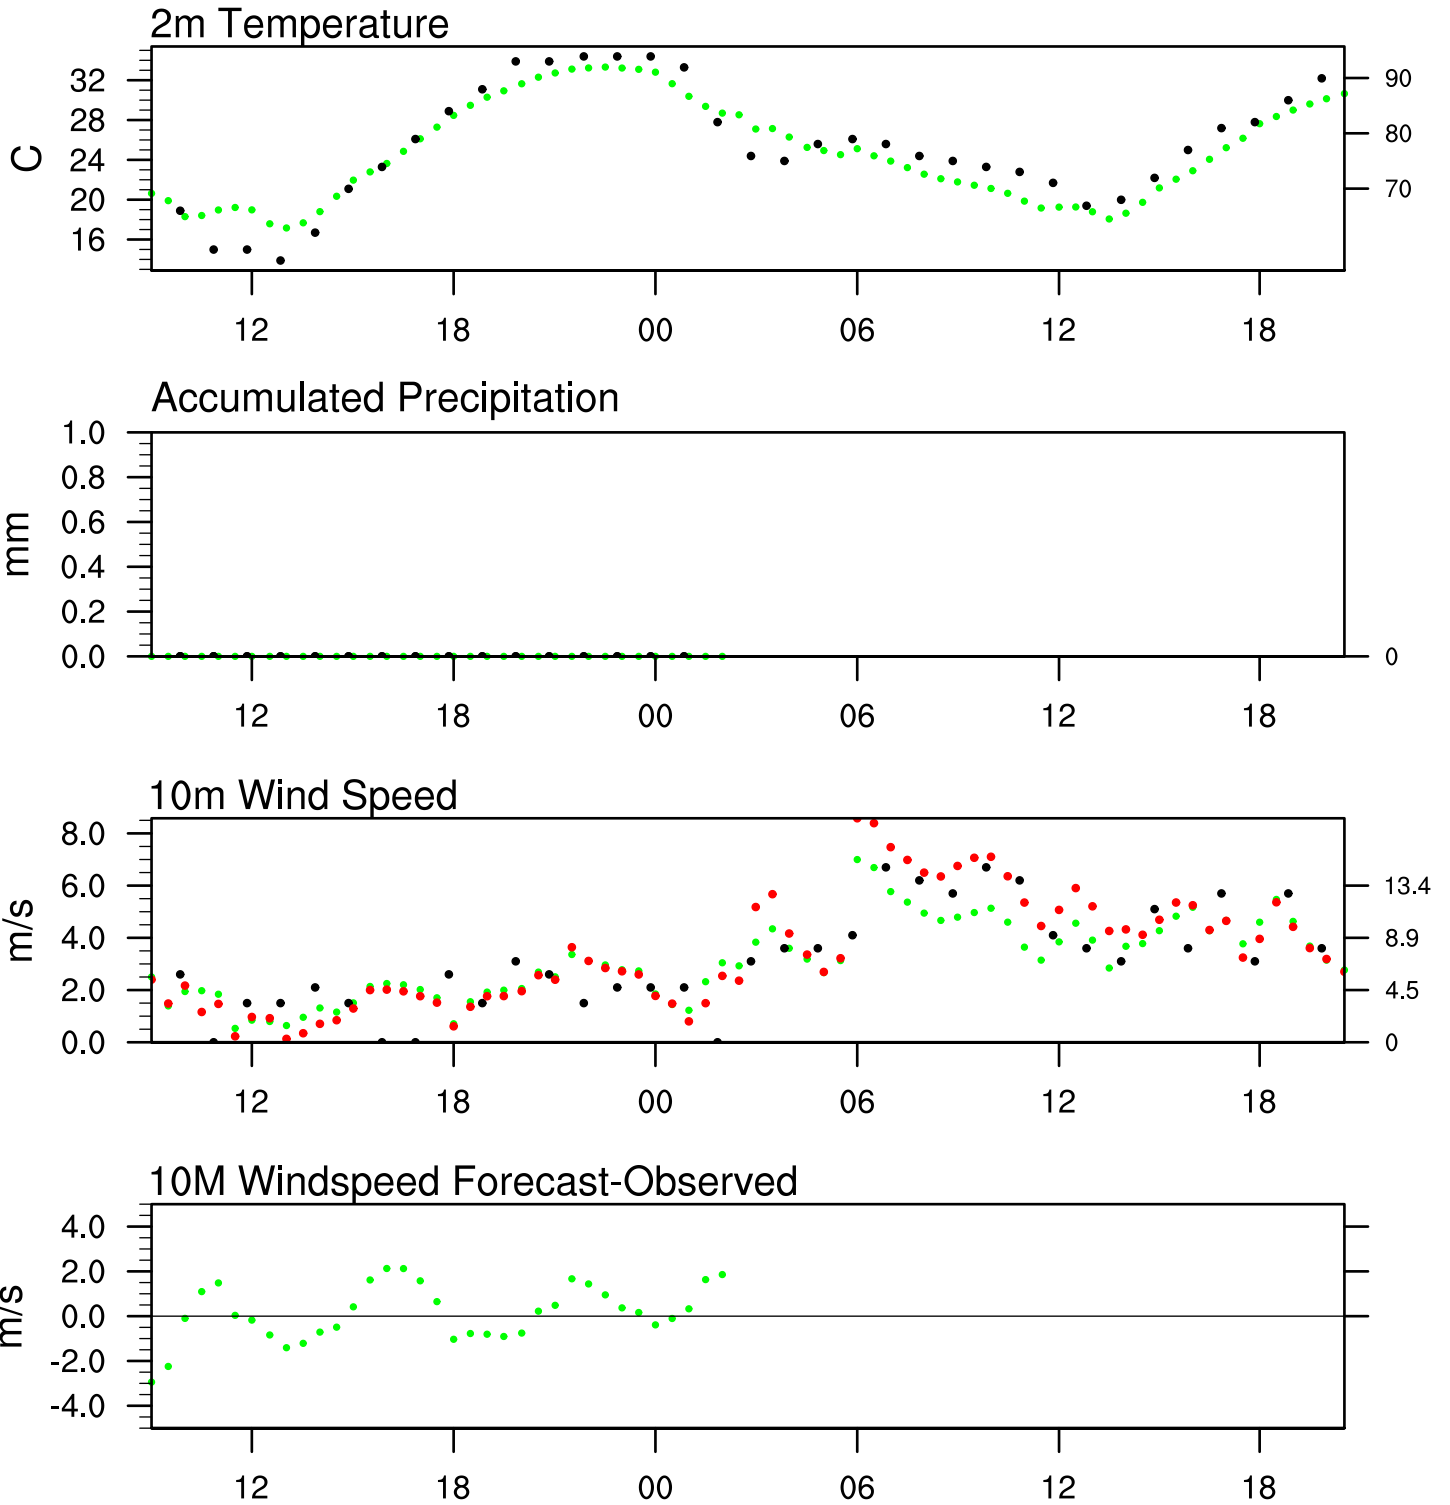 2m Temperature
C
32
28
24
20
16
90
80
70
12 18 00 06 12 18
Accumulated Precipitation
mm
1.0
0.8
0.6
0.4
0.2
0.0
0
12 18 00 06 12 18
10m Wind Speed
m/s
8.0
6.0
4.0
2.0
0.0
13.4
8.9
4.5
0
12 18 00 06 12 18
10M Windspeed Forecast-Observed
m/s
4.0
2.0
0.0
-2.0
-4.0
12 18 00 06 12 18